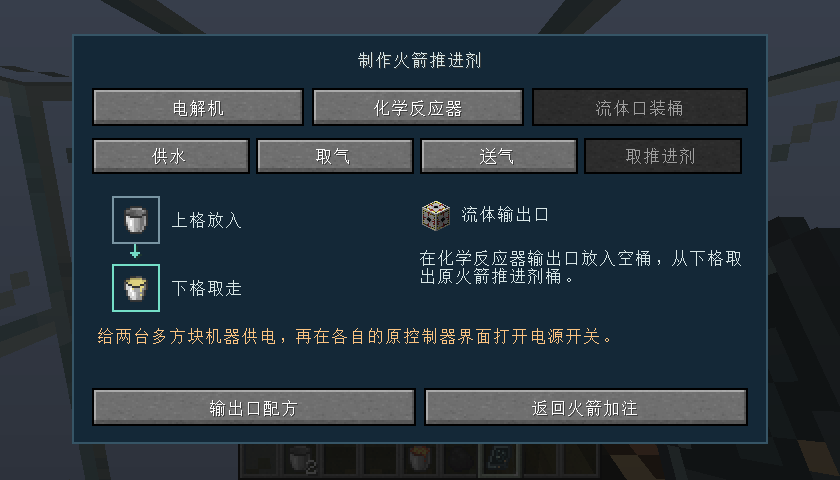 制作火箭推进剂
电解机 化学反应器 流体口装桶
供水 取气 送气 取推进剂
上格放入
流体输出口
在化学反应器输出口放入空桶，从下格取
出原火箭推进剂桶。
下格取走
给两台多方块机器供电，再在各自的原控制器界面打开电源开关。
输出口配方 返回火箭加注
2